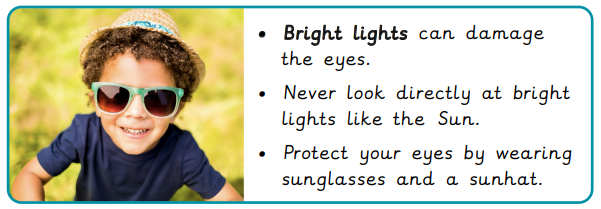 • Bright lights can damage
the eyes.
• Never look directly at bright
lights like the Sun.
• Protect your eyes by wearing
sunglasses and a sunhat.